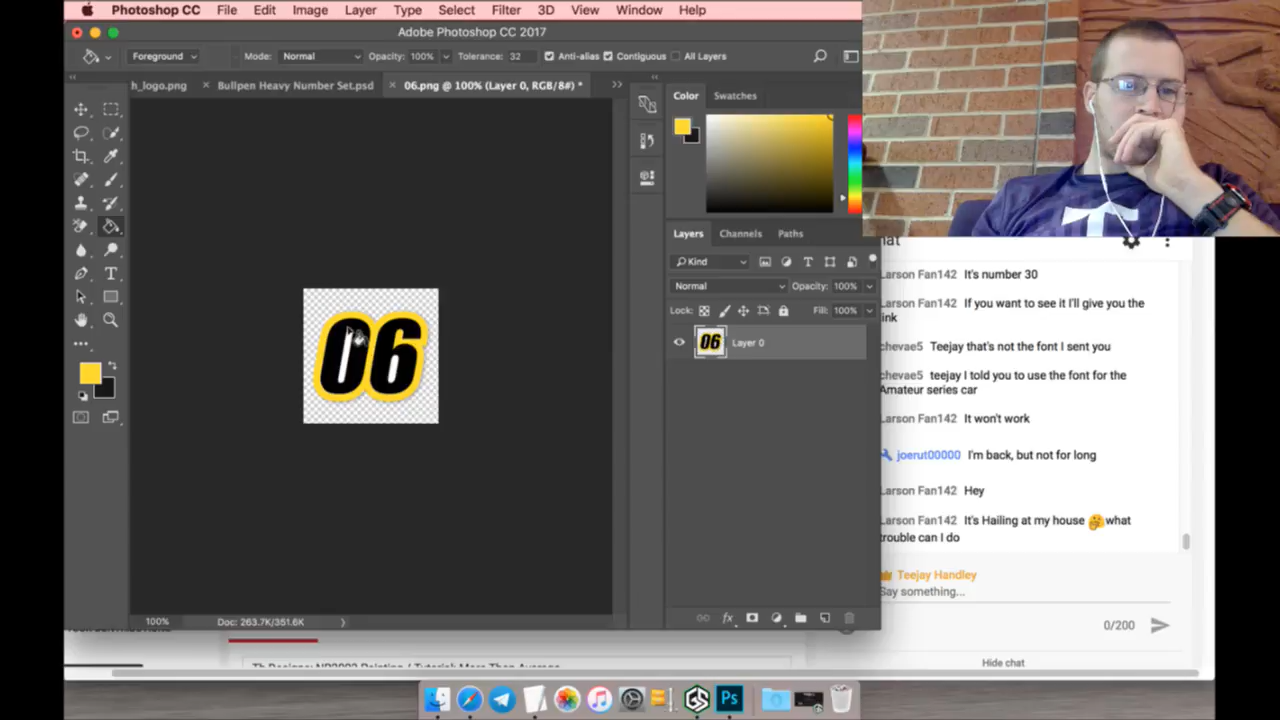 Photoshop CC File Edit Image Layer Type Select Filter 3D View Window Help
Adobe Photoshop CC 2017
Foreground Mode: Normal Opacity: 100% Tolerance: 32 Anti-alias Contiguous All Layers
h_logo.png Bullpen Heavy Number Set.psd 06.png @ 100% (Layer 0, RGB/8#) *
Color Swatches
Layers Channels Paths
Kind
Normal Opacity: 100%
Lock: Fill: 100%
06 Layer 0
06
T
100% Doc: 263.7K/351.6K
hat
Larson Fan142 It's number 30
Larson Fan142 If you want to see it I'll give you the
ink
chevae5 Teejay that's not the font I sent you
chevae5 teejay I told you to use the font for the
Amateur series car
Larson Fan142 It won't work
joerut00000 I'm back, but not for long
Larson Fan142 Hey
Larson Fan142 It's Hailing at my house 🤔 what
trouble can I do
Teejay Handley
Say something...
0/200
Hide chat
Th Designs: NR2003 Painting / Tutorial: More Than Average
Ps